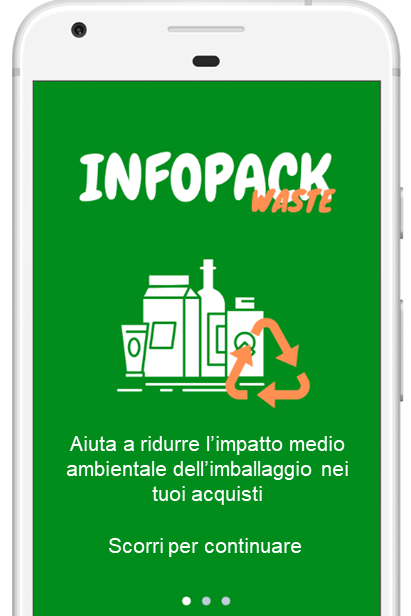 INFOPACK
WASTE
Aiuta a ridurre l'impatto medio
ambientale dell'imballaggio nei
tuoi acquisti
Scorri per continuare